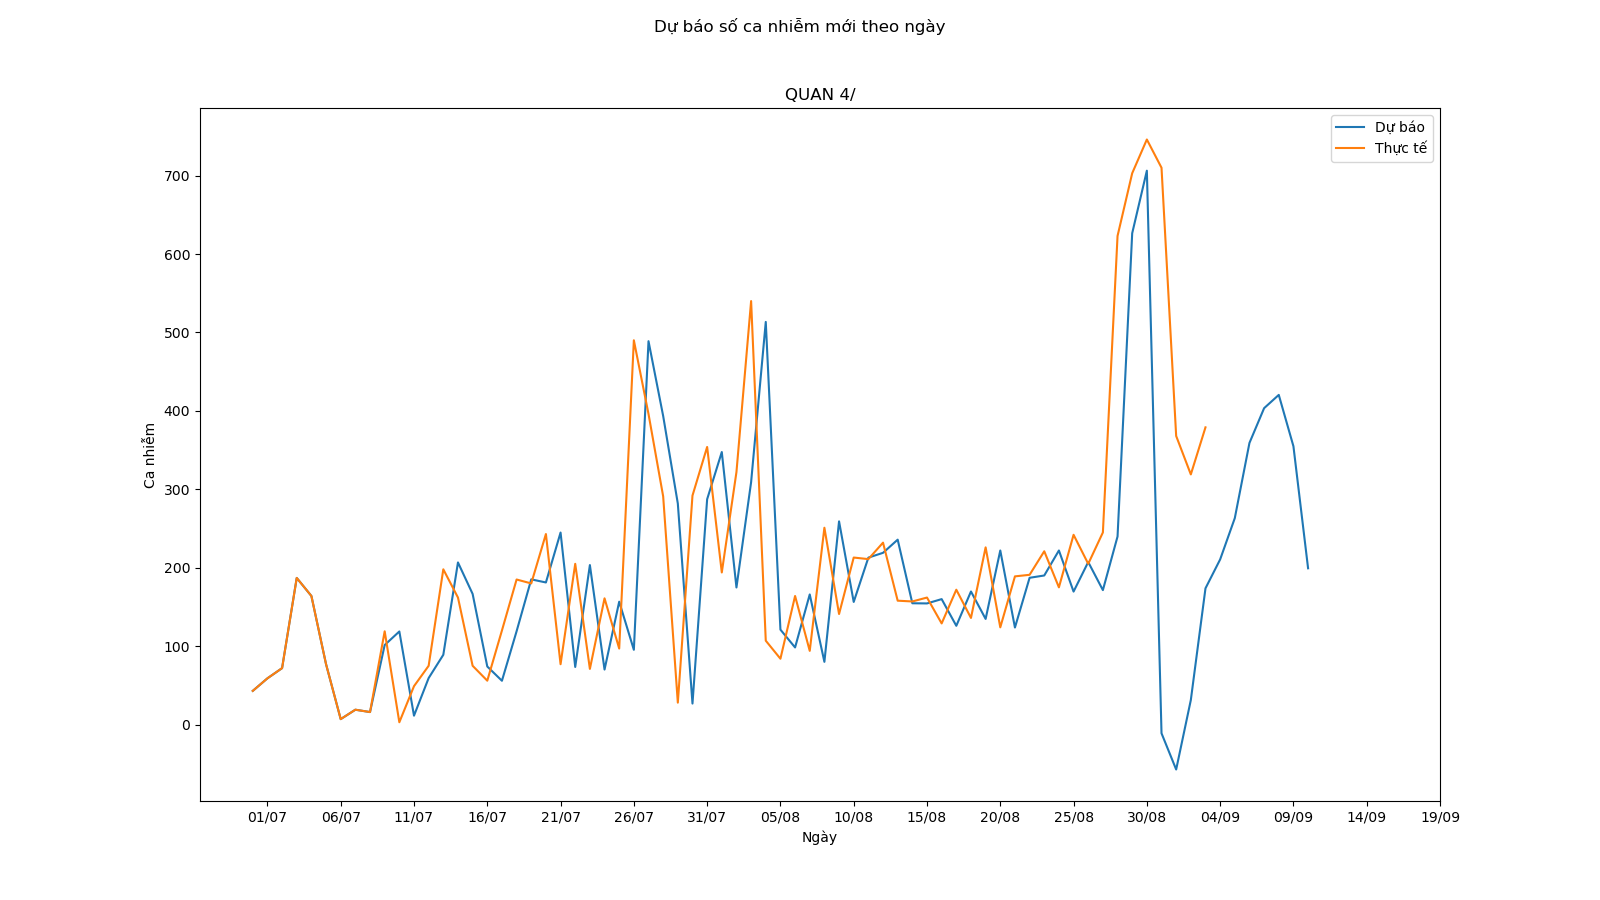 Dự báo số ca nhiễm mới theo ngày
QUAN 4/
Dự báo
Thực tế
700
600
500
400
300
200
100
0
Ca nhiễm
01/07 06/07 11/07 16/07 21/07 26/07 31/07 05/08 10/08 15/08 20/08 25/08 30/08 04/09 09/09 14/09 19/09
Ngày